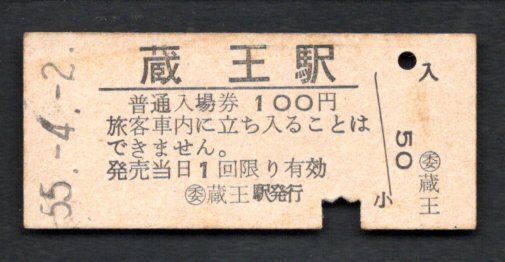 蔵王駅
普通入場券 100円
旅客車内に立ち入ることは
できません。
発売当日1回限り有効
㊕蔵王駅発行
55.-4.-2.
入
小
50
㊕蔵王